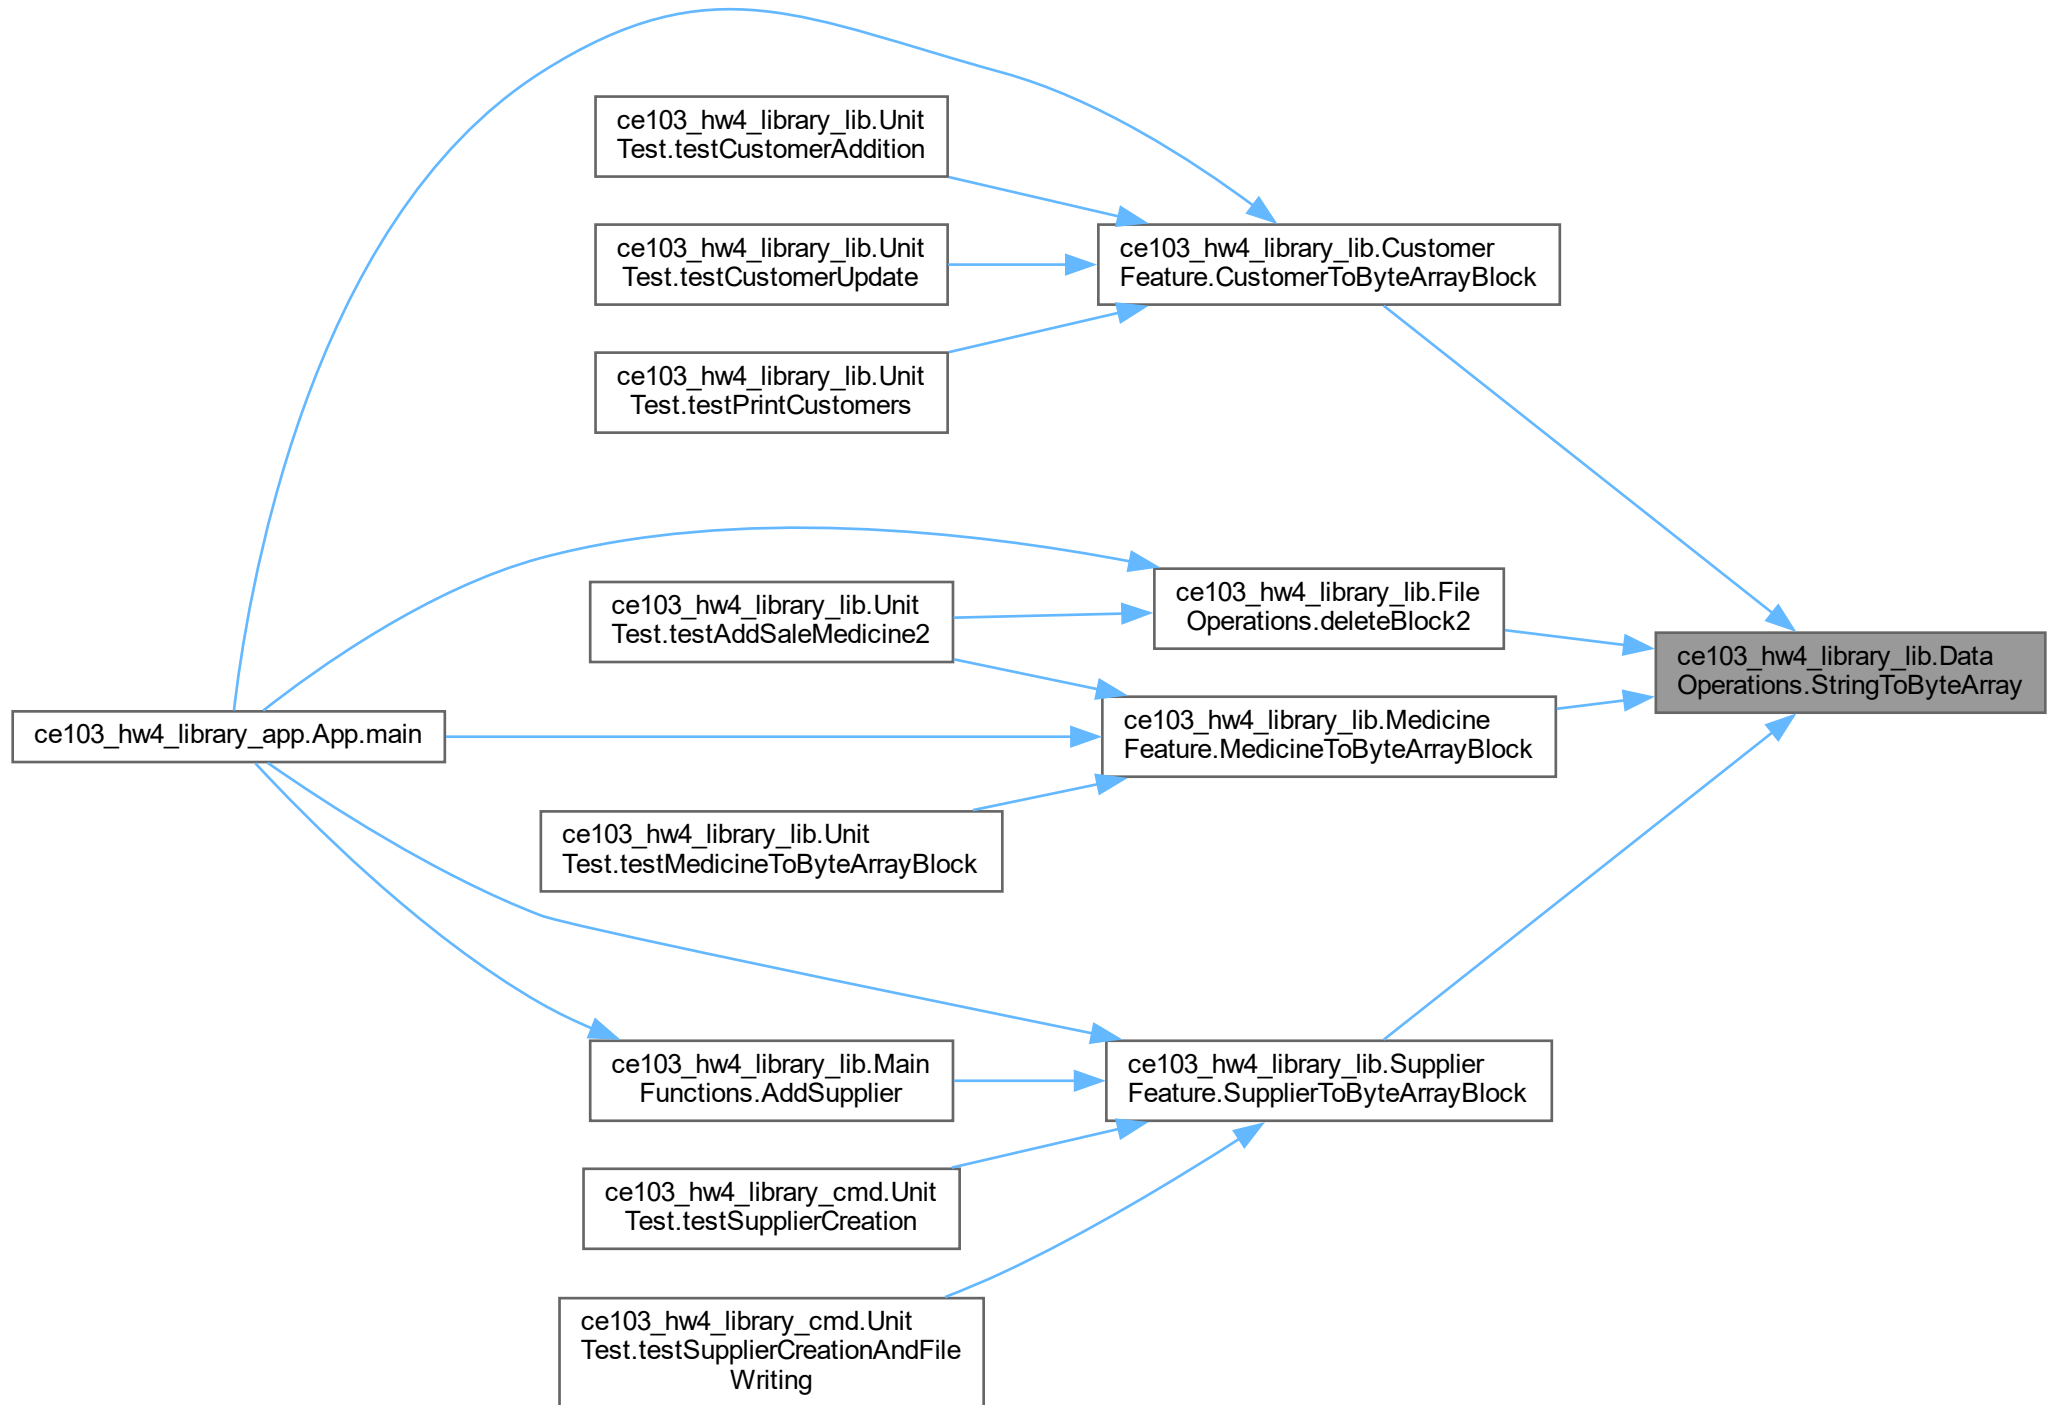 ce103_hw4_library_lib.Unit
Test.testCustomerAddition
ce103_hw4_library_lib.Unit
Test.testCustomerUpdate
ce103_hw4_library_lib.Customer
Feature.CustomerToByteArrayBlock
ce103_hw4_library_lib.Unit
Test.testPrintCustomers
ce103_hw4_library_lib.Unit
Test.testAddSaleMedicine2
ce103_hw4_library_lib.File
Operations.deleteBlock2
ce103_hw4_library_lib.Data
Operations.StringToByteArray
ce103_hw4_library_app.App.main
ce103_hw4_library_lib.Medicine
Feature.MedicineToByteArrayBlock
ce103_hw4_library_lib.Unit
Test.testMedicineToByteArrayBlock
ce103_hw4_library_lib.Main
Functions.AddSupplier
ce103_hw4_library_lib.Supplier
Feature.SupplierToByteArrayBlock
ce103_hw4_library_cmd.Unit
Test.testSupplierCreation
ce103_hw4_library_cmd.Unit
Test.testSupplierCreationAndFile
Writing